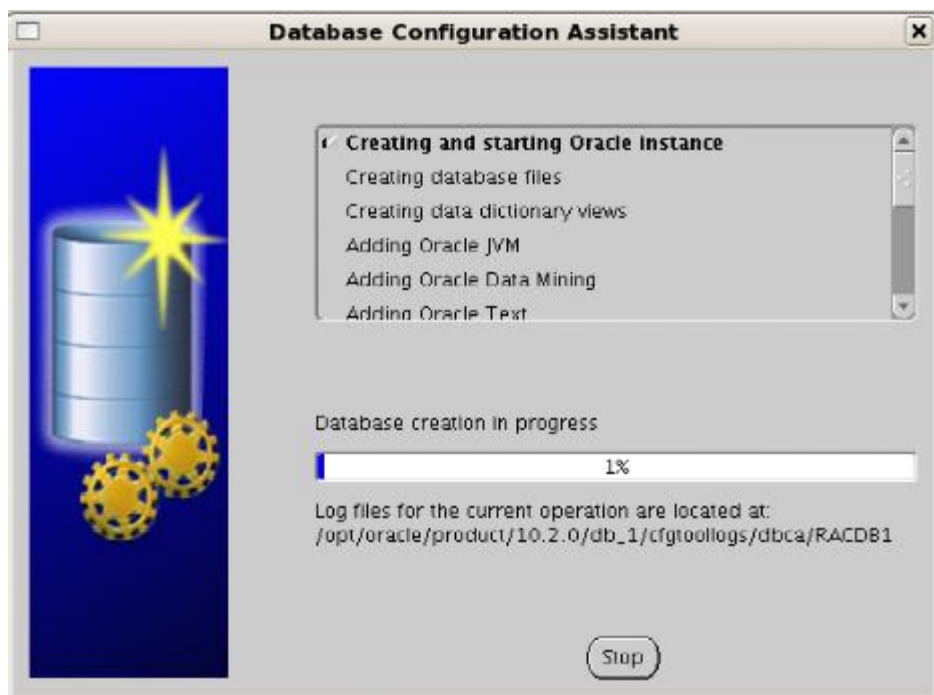 Database Configuration Assistant
Creating and starting Oracle instance
Creating database files
Creating data dictionary views
Adding Oracle JVM
Adding Oracle Data Mining
Adding Oracle Text
Database creation in progress
1%
Log files for the current operation are located at:
/opt/oracle/product/10.2.0/db_1/cfgtoollogs/dbca/RACDB1
Stop